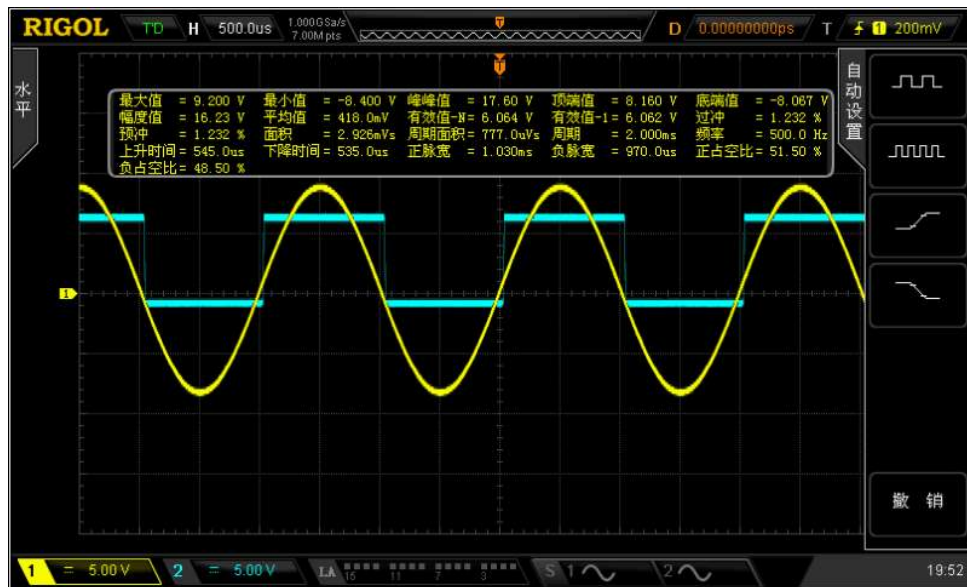 RIGOL T'D H 500.0us 1.000GSa/s 7.00M pts D 0.00000000ps T 1 200mV
T
水平
自动设置
最大值 = 9.200 V 最小值 = -8.400 V 峰峰值 = 17.60 V 顶端值 = 8.160 V 底端值 = -8.067 V
幅度值 = 16.23 V 平均值 = 418.0mV 有效值-N= 6.064 V 有效值-1= 6.062 V 过冲 = 1.232 %
预冲 = 1.232 % 面积 = 2.926mVs 周期面积= 777.0uVs 周期 = 2.000ms 频率 = 500.0 Hz
上升时间= 545.0us 下降时间= 535.0us 正脉宽 = 1.030ms 负脉宽 = 970.0us 正占空比= 51.50 %
负占空比= 48.50 %
1
撤 销
1 = 5.00 V 2 = 5.00 V LA 15 11 7 3 S 1 2 19:52